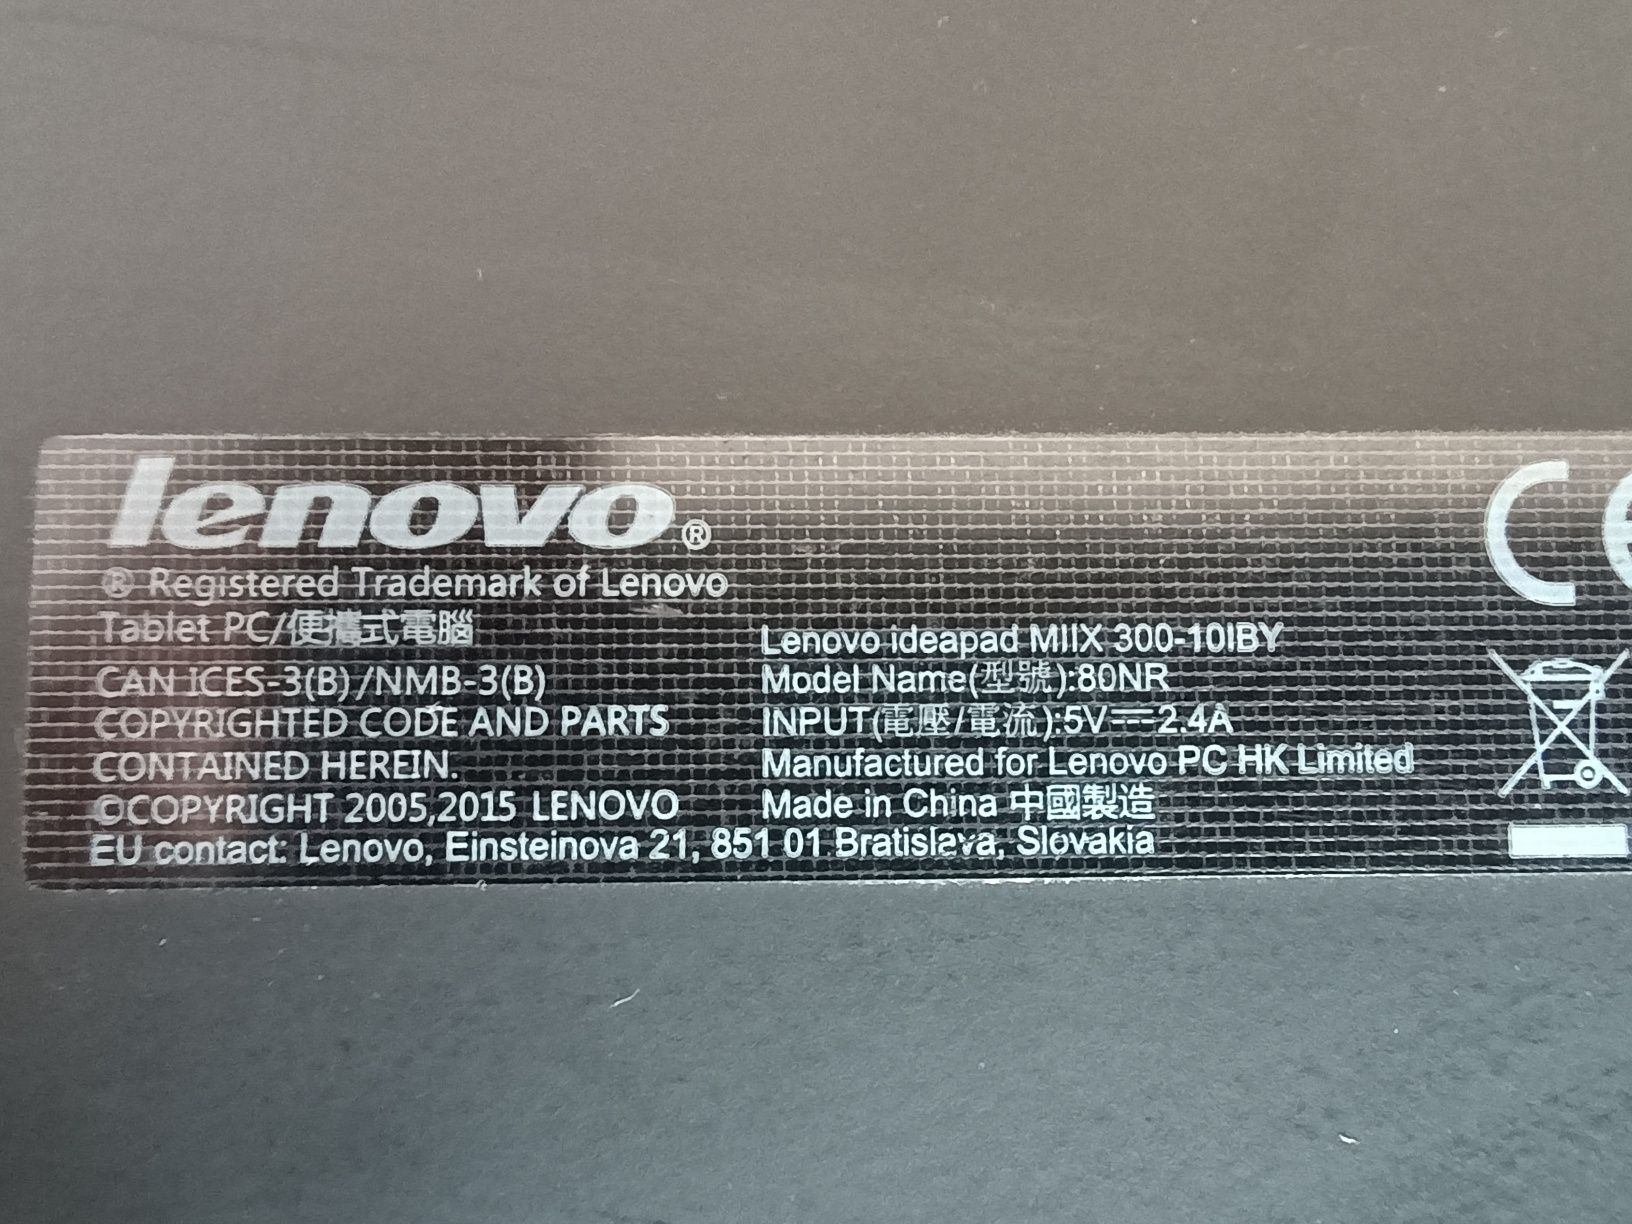 lenovo®
® Registered Trademark of Lenovo
Tablet PC/便攜式電腦
CAN ICES-3(B)/NMB-3(B)
COPYRIGHTED CODE AND PARTS
CONTAINED HEREIN.
©COPYRIGHT 2005,2015 LENOVO
EU contact: Lenovo, Einsteinova 21, 851 01 Bratislava, Slovakia
Lenovo ideapad MIIX 300-10IBY
Model Name(型號):80NR
INPUT(電壓/電流):5V⎓2.4A
Manufactured for Lenovo PC HK Limited
Made in China 中國製造
CE